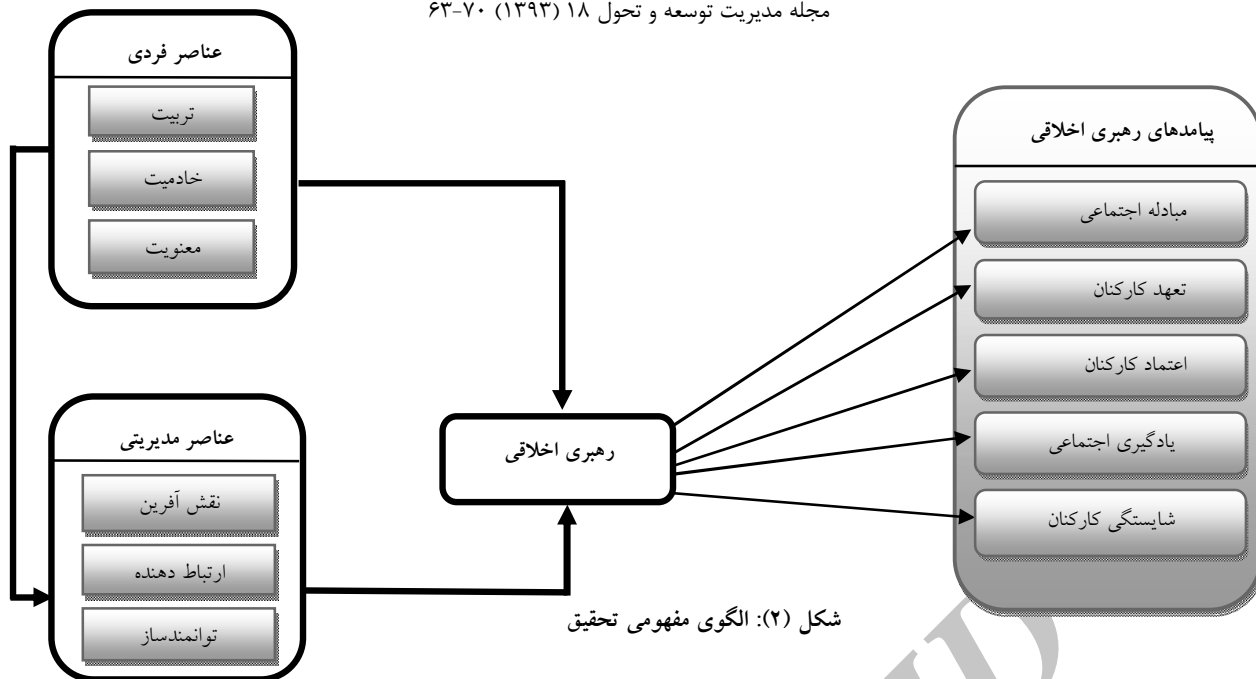 مجله مدیریت توسعه و تحول ۱۸ (۱۳۹۳) ۷۰-۶۳
عناصر فردی
تربیت
خادمیت
معنویت
عناصر مدیریتی
نقش آفرین
ارتباط دهنده
توانمندساز
رهبری اخلاقی
پیامدهای رهبری اخلاقی
مبادله اجتماعی
تعهد کارکنان
اعتماد کارکنان
یادگیری اجتماعی
شایستگی کارکنان
شکل (۲): الگوی مفهومی تحقیق